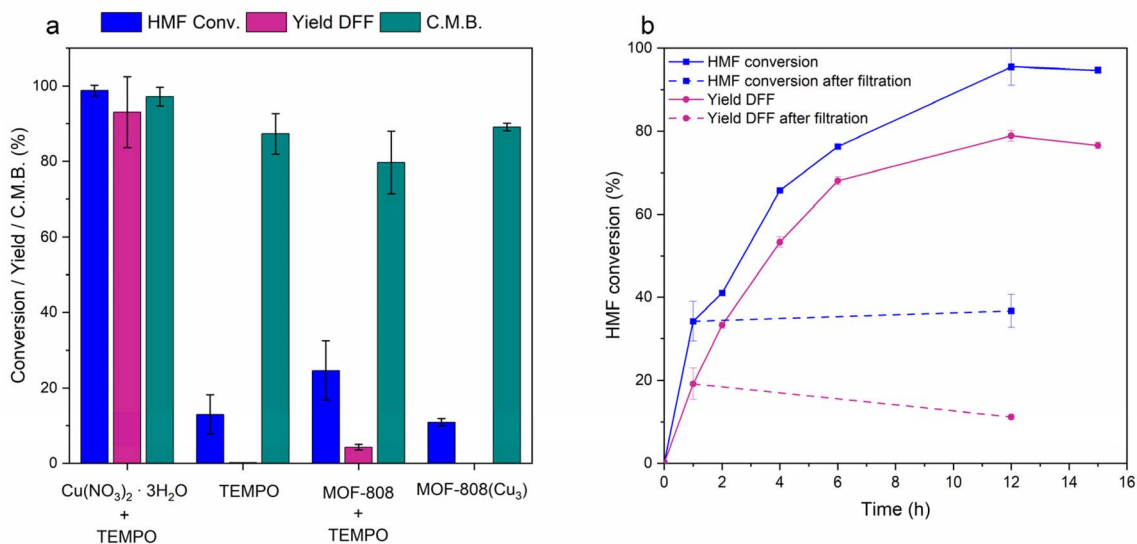 a
HMF Conv. Yield DFF C.M.B.
Conversion / Yield / C.M.B. (%)
100
80
60
40
20
0
Cu(NO₃)₂ · 3H₂O
+
TEMPO
TEMPO
MOF-808
+
TEMPO
MOF-808(Cu₃)
b
HMF conversion
HMF conversion after filtration
Yield DFF
Yield DFF after filtration
HMF conversion (%)
100
80
60
40
20
0
0 2 4 6 8 10 12 14 16
Time (h)